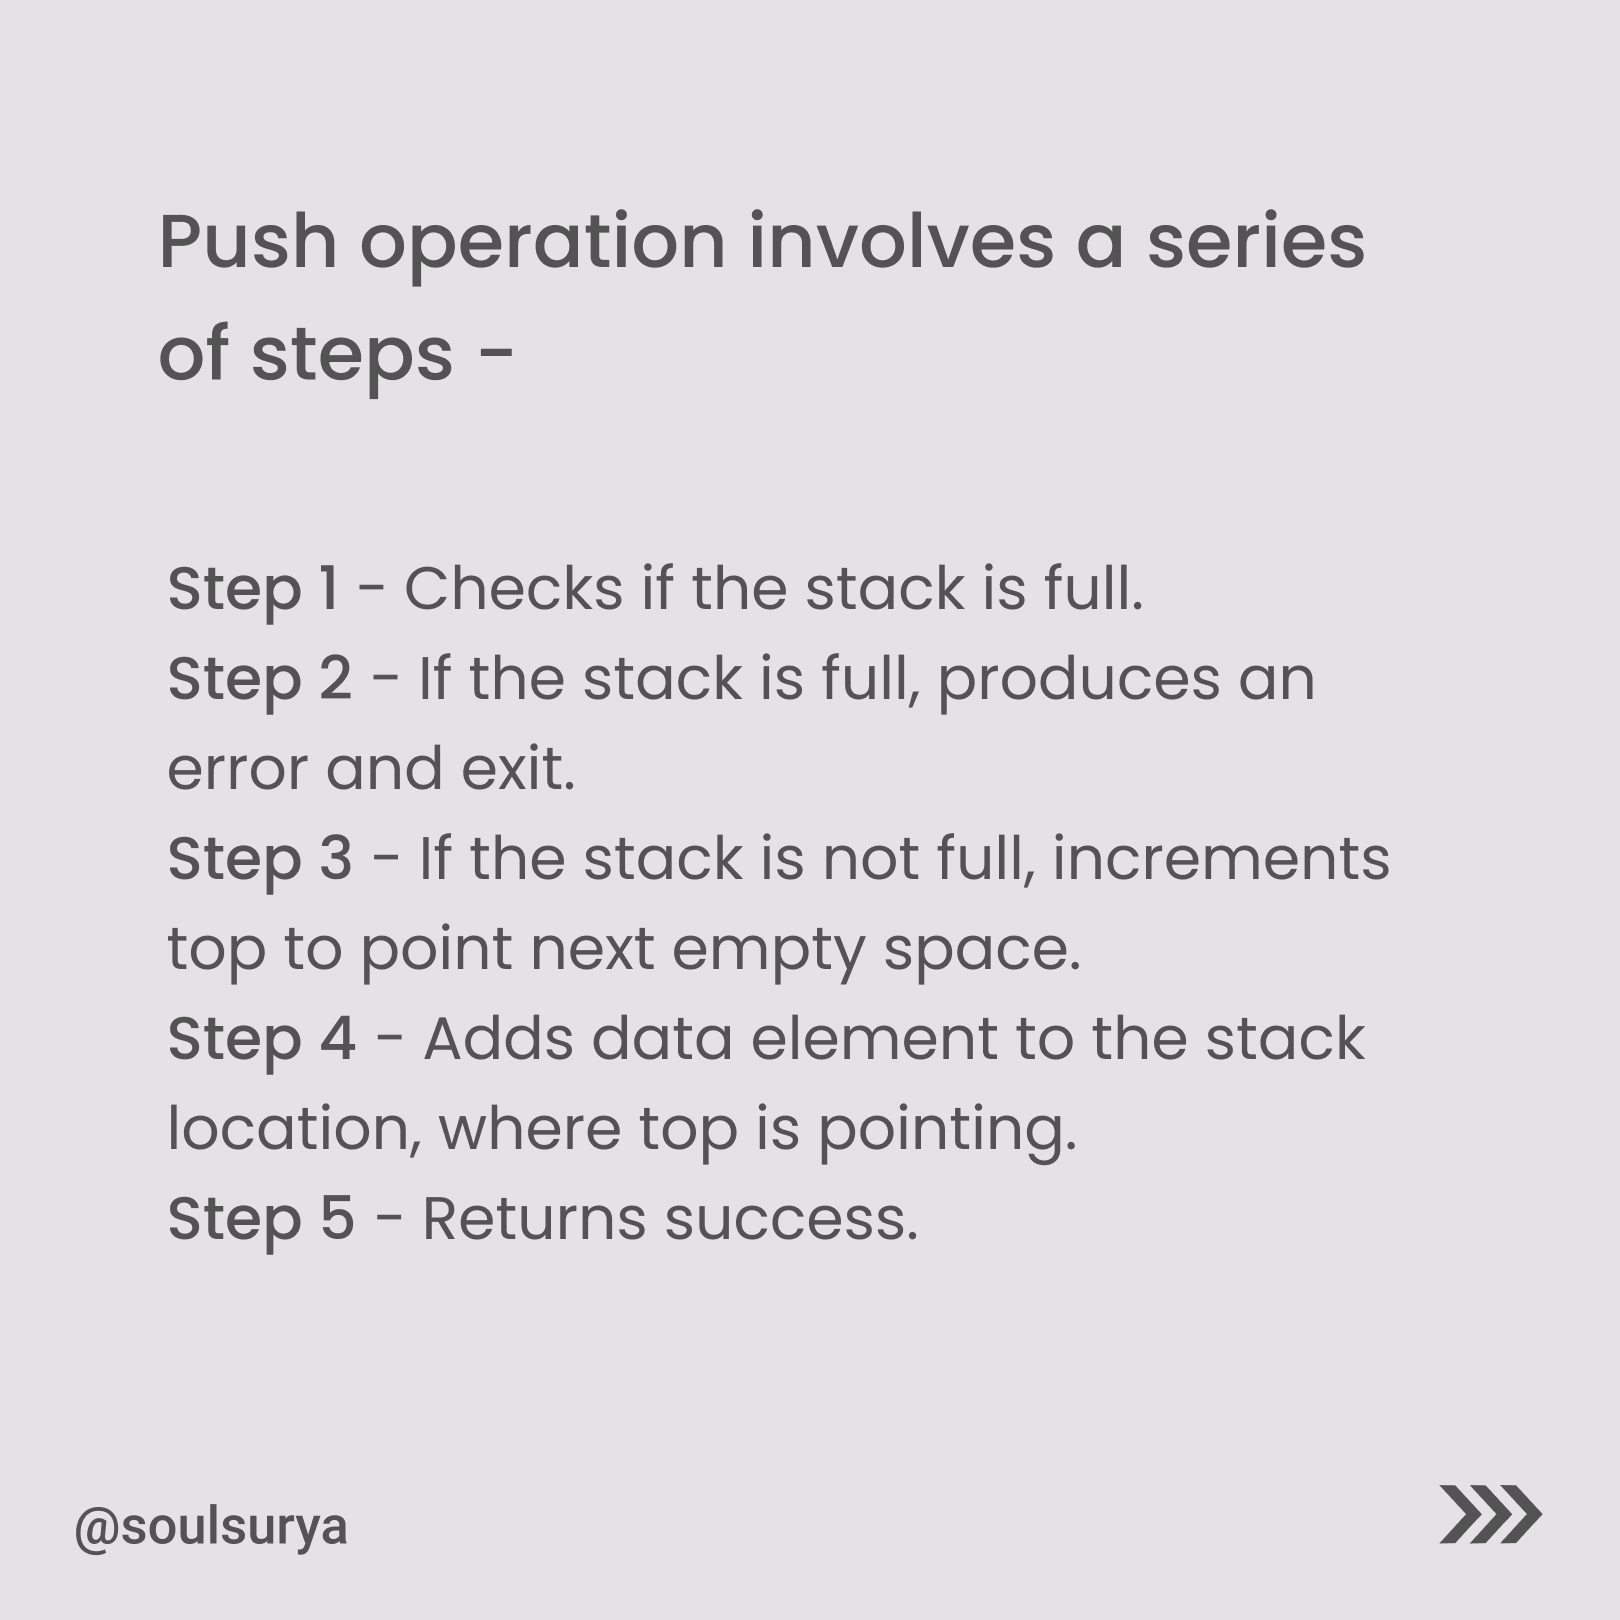 Push operation involves a series
of steps -
Step 1 - Checks if the stack is full.
Step 2 - If the stack is full, produces an
error and exit.
Step 3 - If the stack is not full, increments
top to point next empty space.
Step 4 - Adds data element to the stack
location, where top is pointing.
Step 5 - Returns success.
@soulsurya